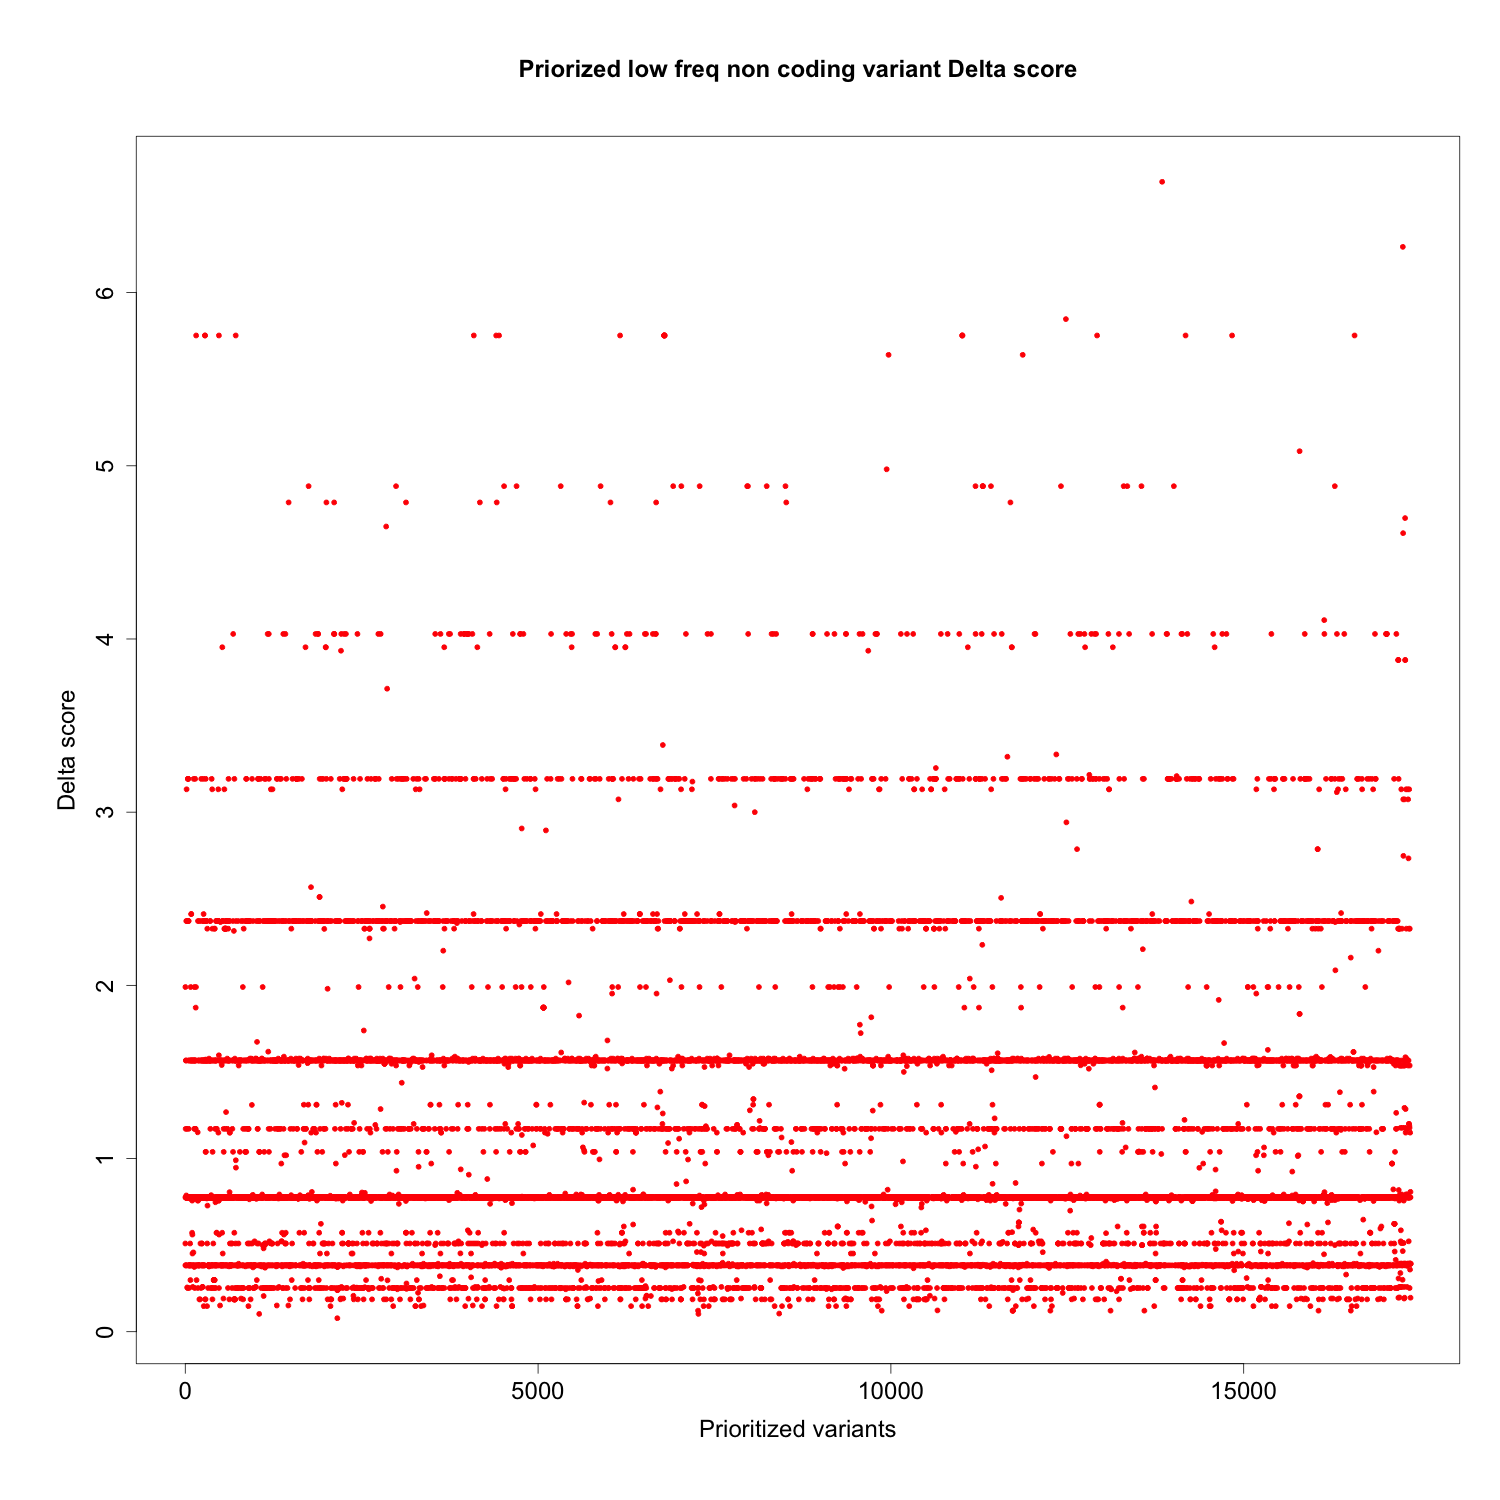 Priorized low freq non coding variant Delta score
6
5
4
3
2
1
0
Delta score
0 5000 10000 15000
Prioritized variants